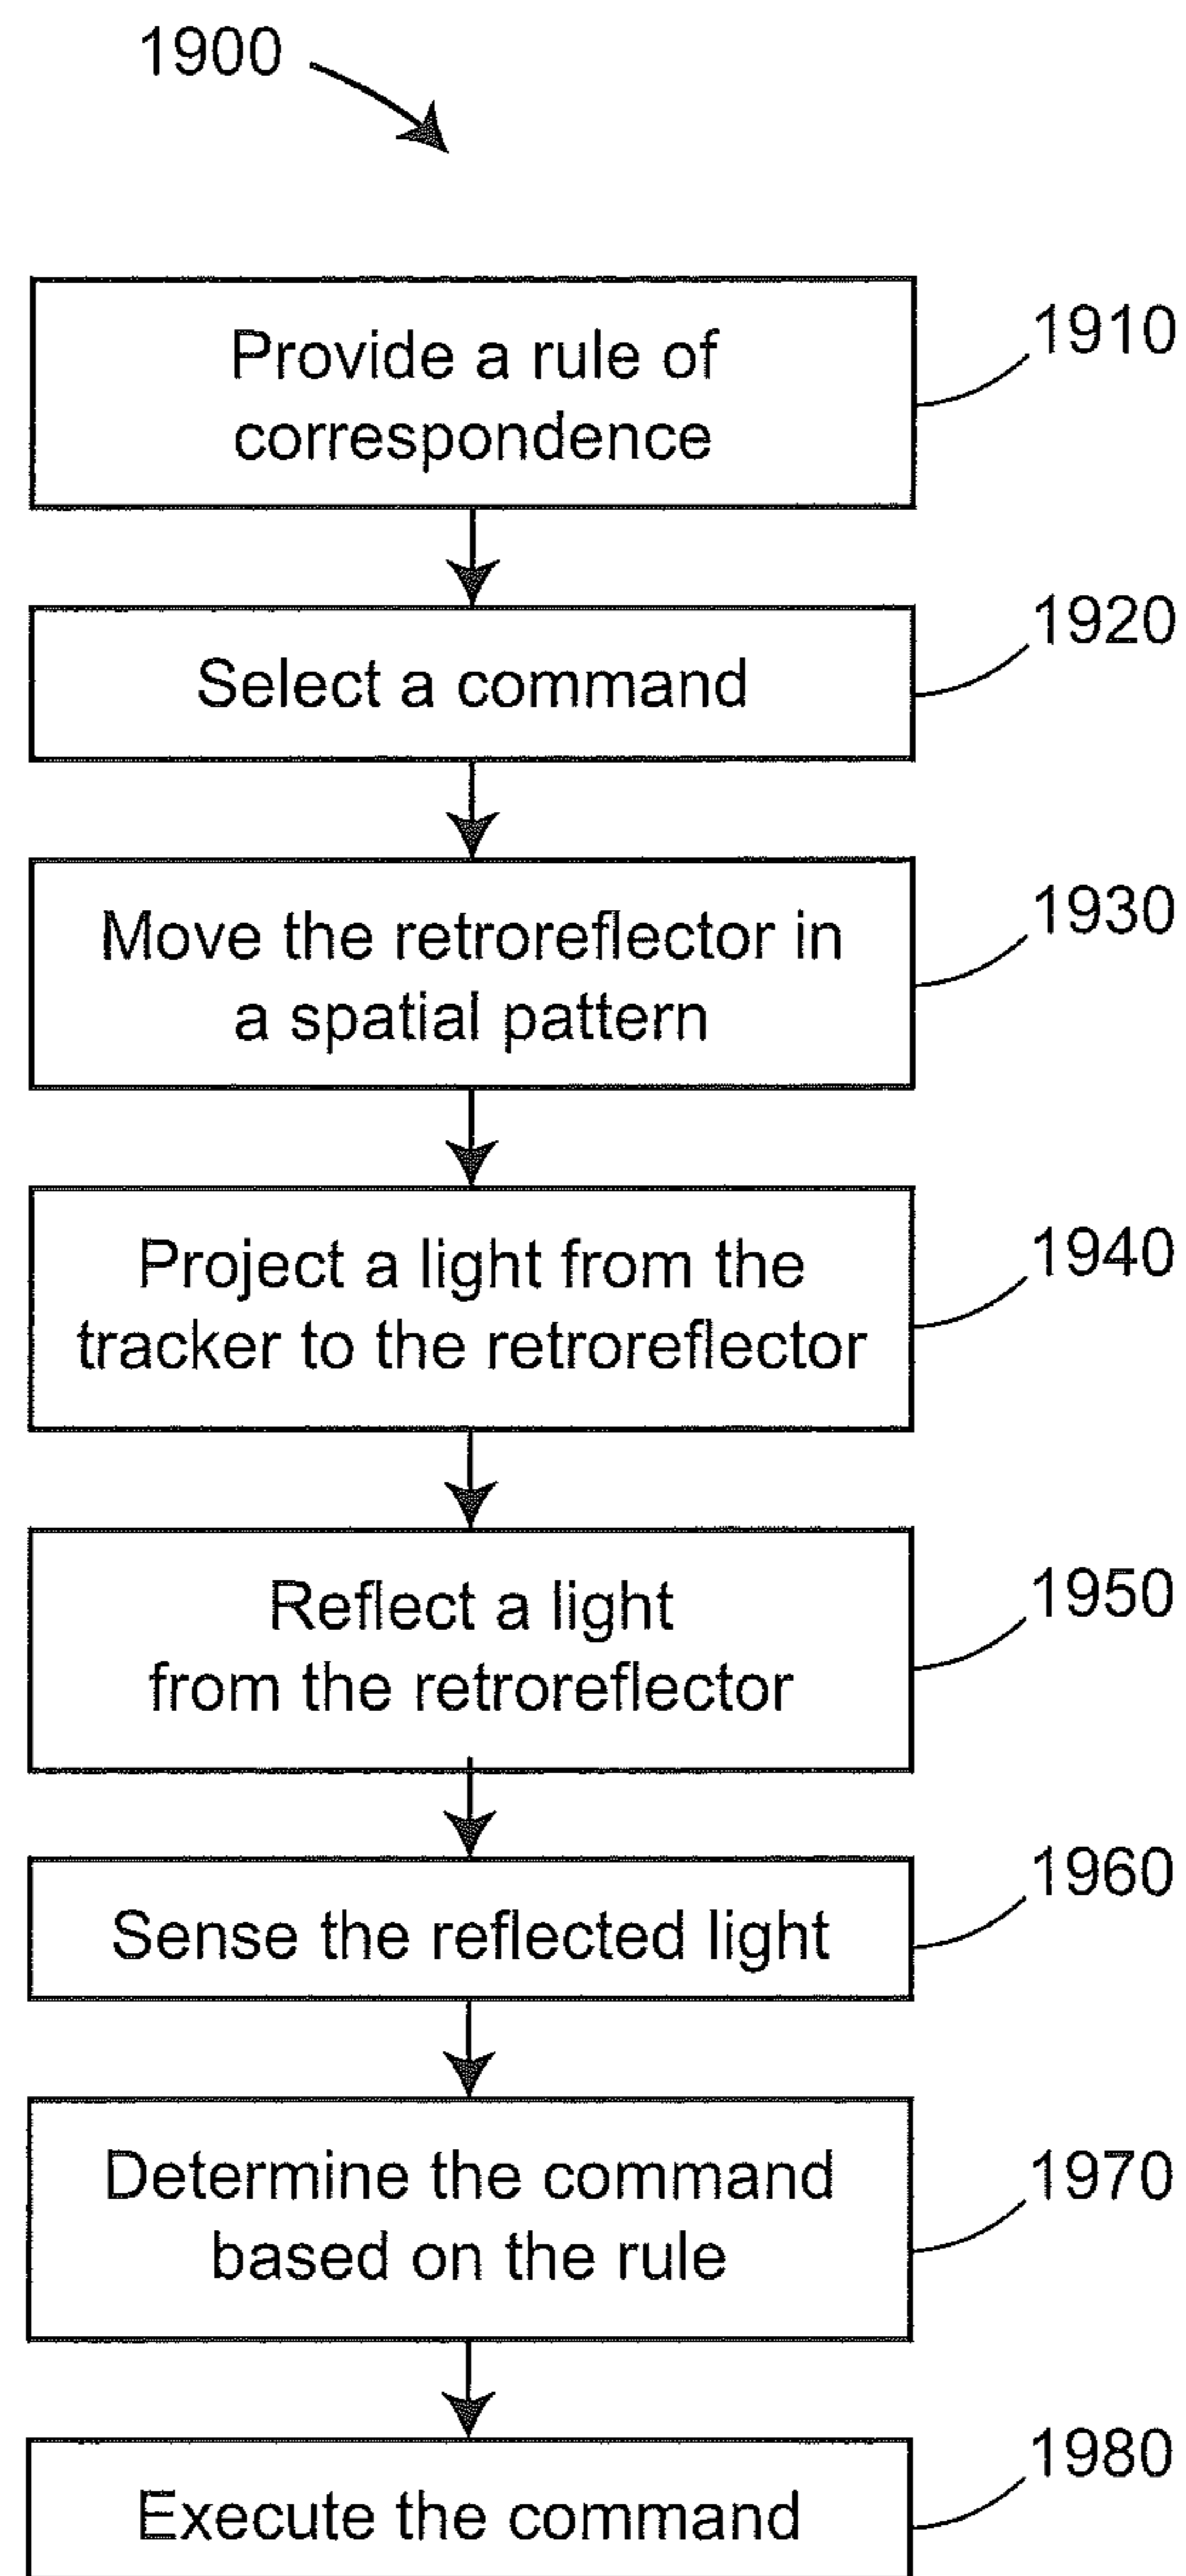 1900
Provide a rule of
correspondence
1910
Select a command
1920
Move the retroreflector in
a spatial pattern
1930
Project a light from the
tracker to the retroreflector
1940
Reflect a light
from the retroreflector
1950
Sense the reflected light
1960
Determine the command
based on the rule
1970
Execute the command
1980